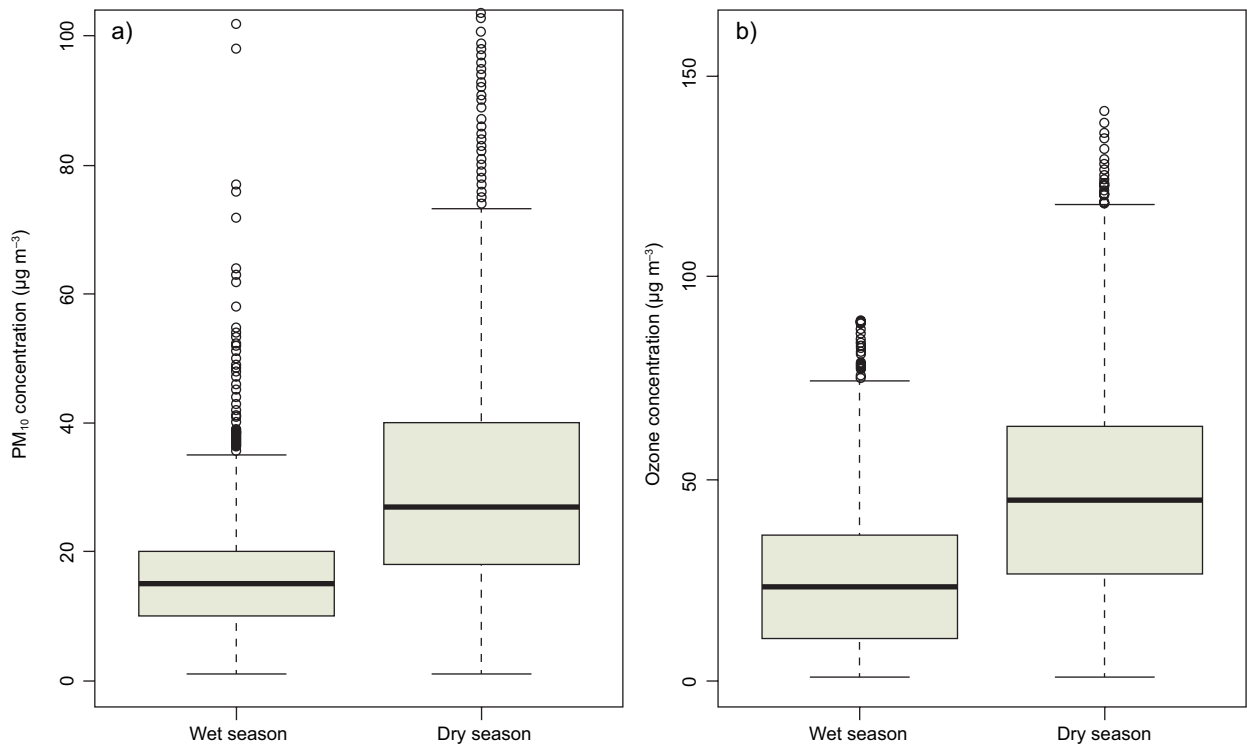 a)
PM₁₀ concentration (µg m⁻³)
100
80
60
40
20
0
Wet season
Dry season
b)
Ozone concentration (µg m⁻³)
150
100
50
0
Wet season
Dry season